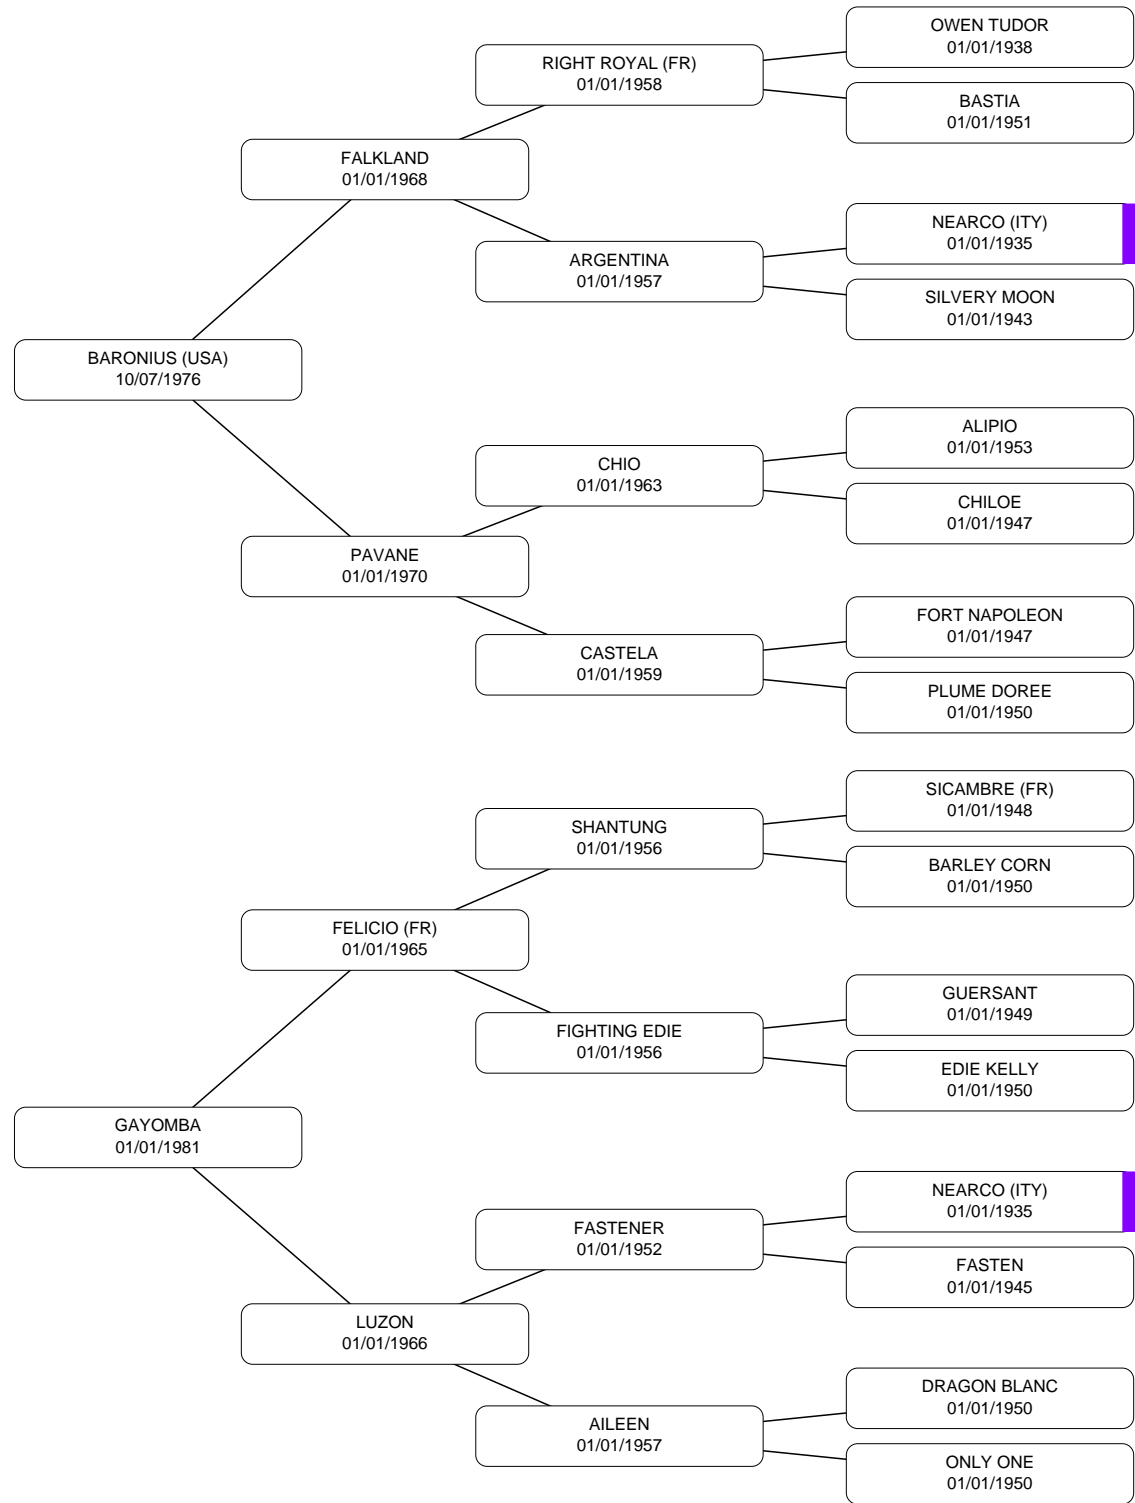 OWEN TUDOR
01/01/1938
RIGHT ROYAL (FR)
01/01/1958
BASTIA
01/01/1951
FALKLAND
01/01/1968
NEARCO (ITY)
01/01/1935
ARGENTINA
01/01/1957
SILVERY MOON
01/01/1943
BARONIUS (USA)
10/07/1976
ALIPIO
01/01/1953
CHIO
01/01/1963
CHILOE
01/01/1947
PAVANE
01/01/1970
FORT NAPOLEON
01/01/1947
CASTELA
01/01/1959
PLUME DOREE
01/01/1950
SICAMBRE (FR)
01/01/1948
SHANTUNG
01/01/1956
BARLEY CORN
01/01/1950
FELICIO (FR)
01/01/1965
GUERSANT
01/01/1949
FIGHTING EDIE
01/01/1956
EDIE KELLY
01/01/1950
GAYOMBA
01/01/1981
NEARCO (ITY)
01/01/1935
FASTENER
01/01/1952
FASTEN
01/01/1945
LUZON
01/01/1966
DRAGON BLANC
01/01/1950
AILEEN
01/01/1957
ONLY ONE
01/01/1950